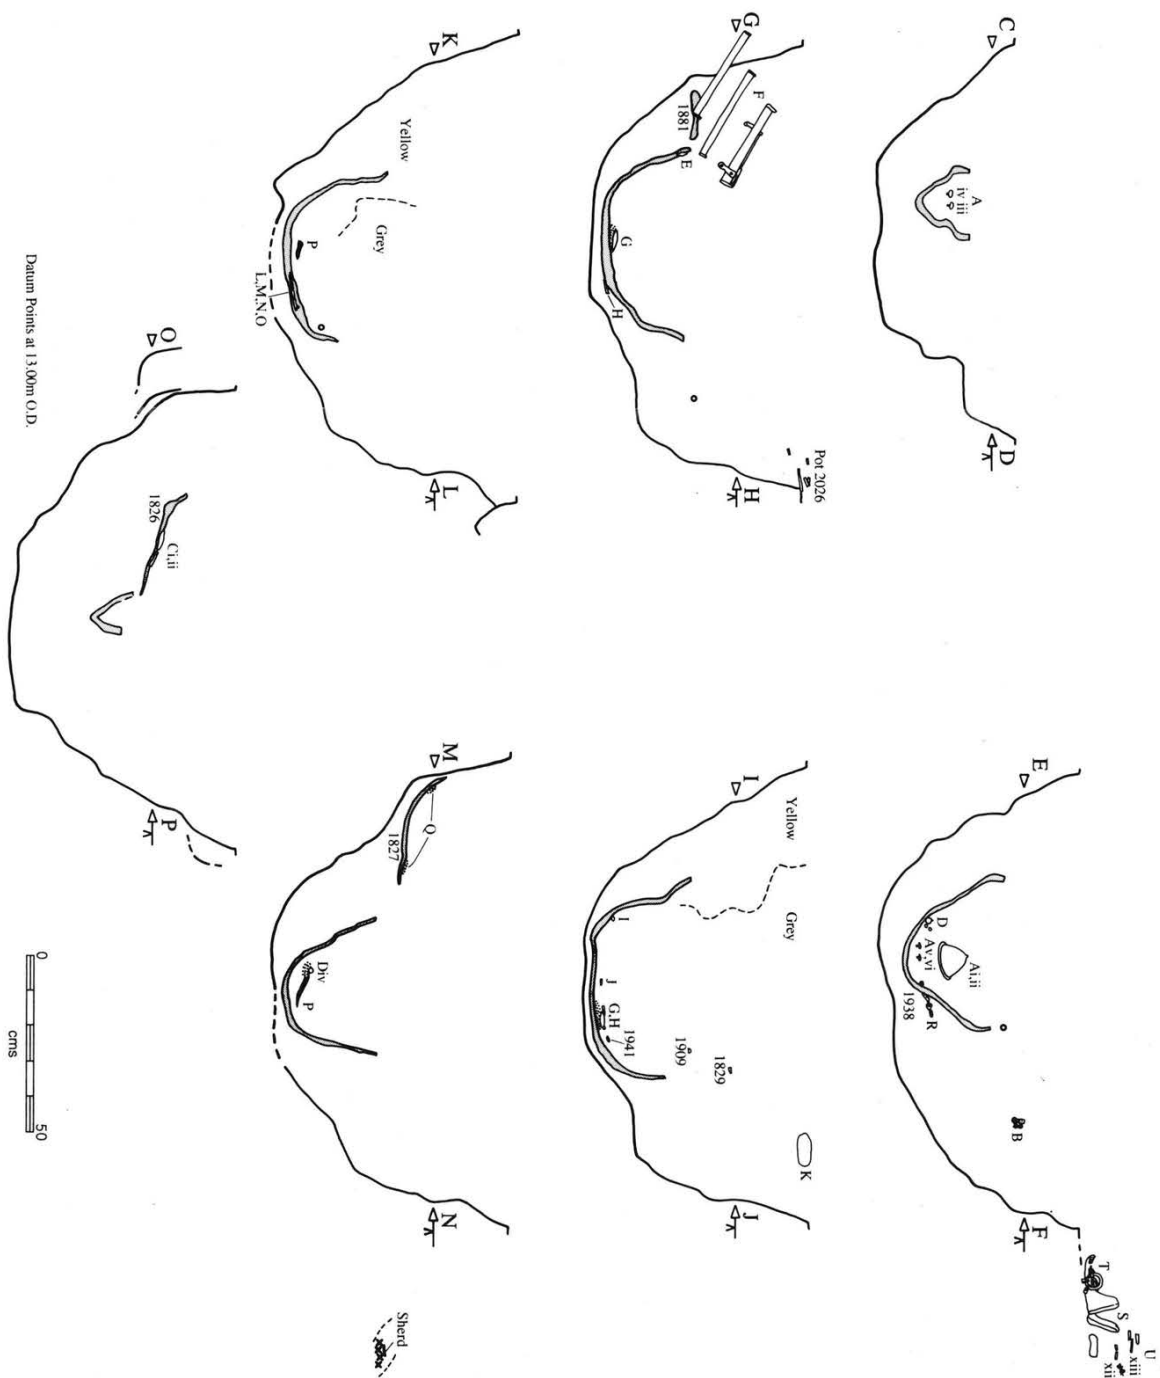 C
D
A
iv iii
E
F
D
Av,vi
Ai,ii
1938
R
B
T
S
U
xiii
xii
G
H
F
1881
E
G
H
Pot 2026
I
J
Yellow
Grey
I
J
G,H
1941
1909
1829
K
K
L
Yellow
Grey
P
L,M,N,O
M
N
Q
1827
Div
P
Sherd
O
P
1826
Ci,ii
Datum Points at 13.00m O.D.
0
50
cms